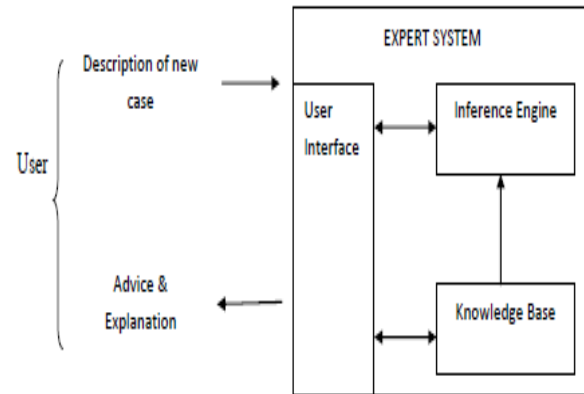 EXPERT SYSTEM
Description of new
case
User
Interface
Inference Engine
User
Advice &
Explanation
Knowledge Base